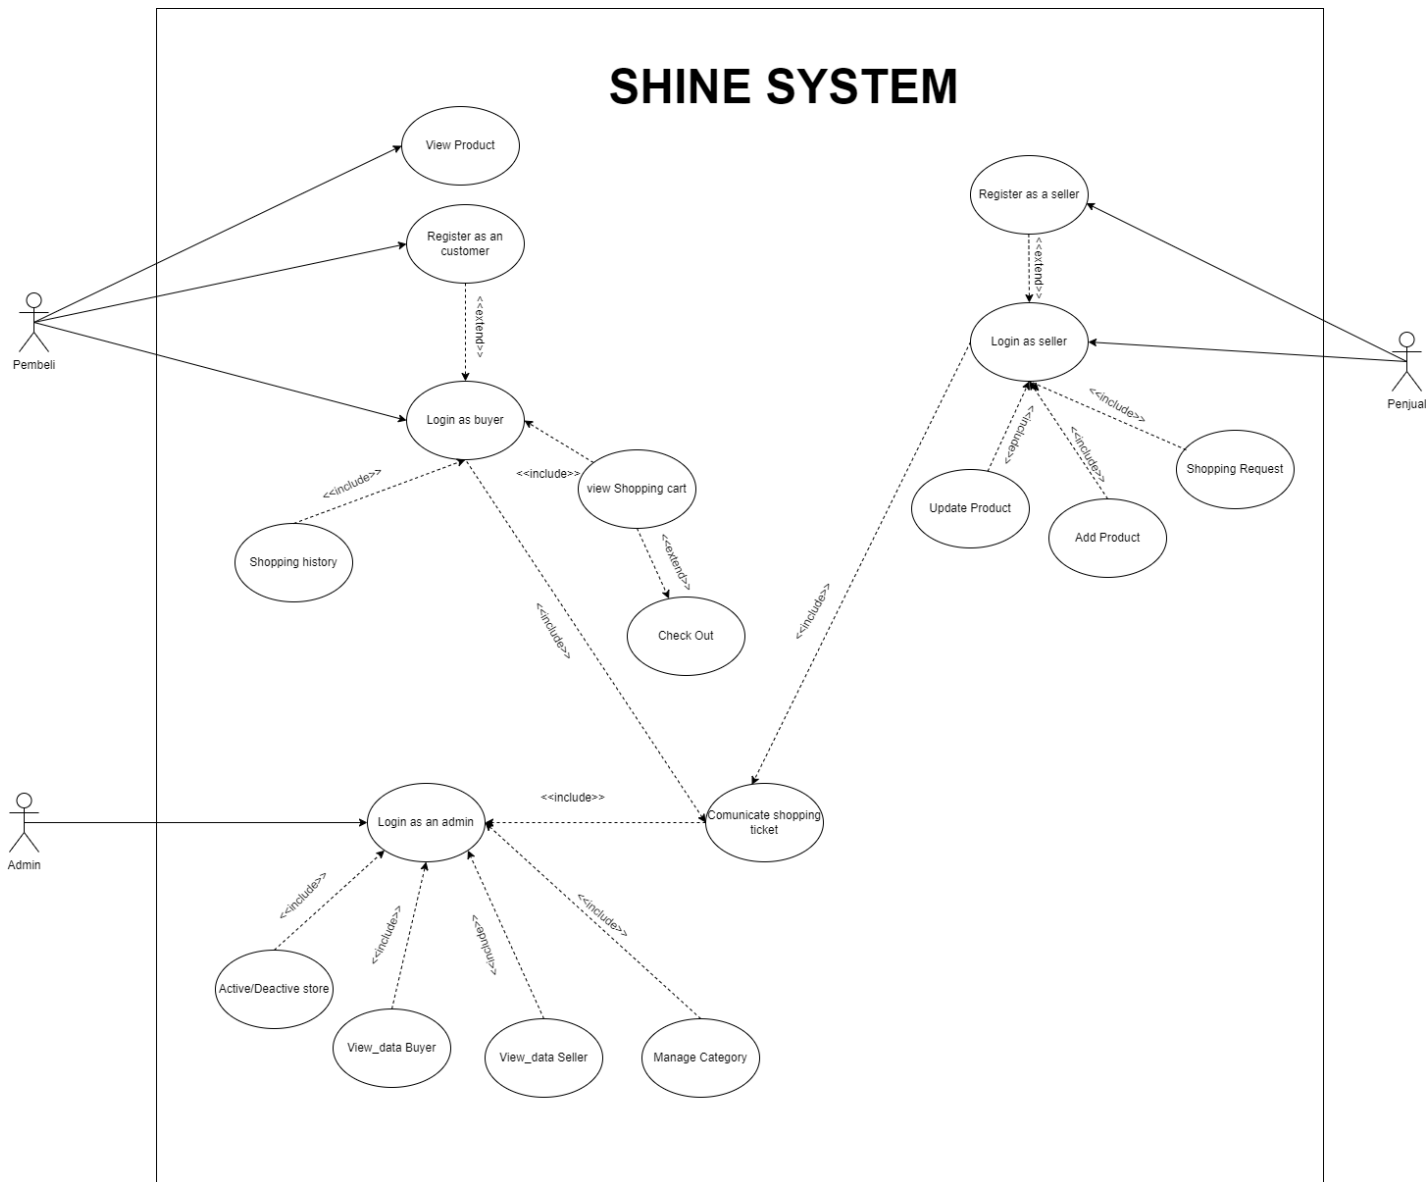 SHINE SYSTEM
View Product
Register as a seller
Register as an
customer
<<extend>>
<<extend>>
Pembeli
Login as seller
Penjual
Login as buyer
<<include>>
<<include>>
<<include>>
<<include>>
<<include>>
view Shopping cart
Shopping Request
Update Product
Add Product
Shopping history
<<extend>>
Check Out
<<include>>
<<include>>
<<include>>
Login as an admin
Comunicate shopping
ticket
Admin
<<include>>
<<include>>
<<include>>
<<include>>
Active/Deactive store
View_data Buyer
View_data Seller
Manage Category